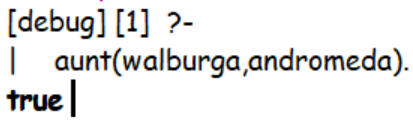 [debug] [1] ?-
| aunt(walburga,andromeda).
true